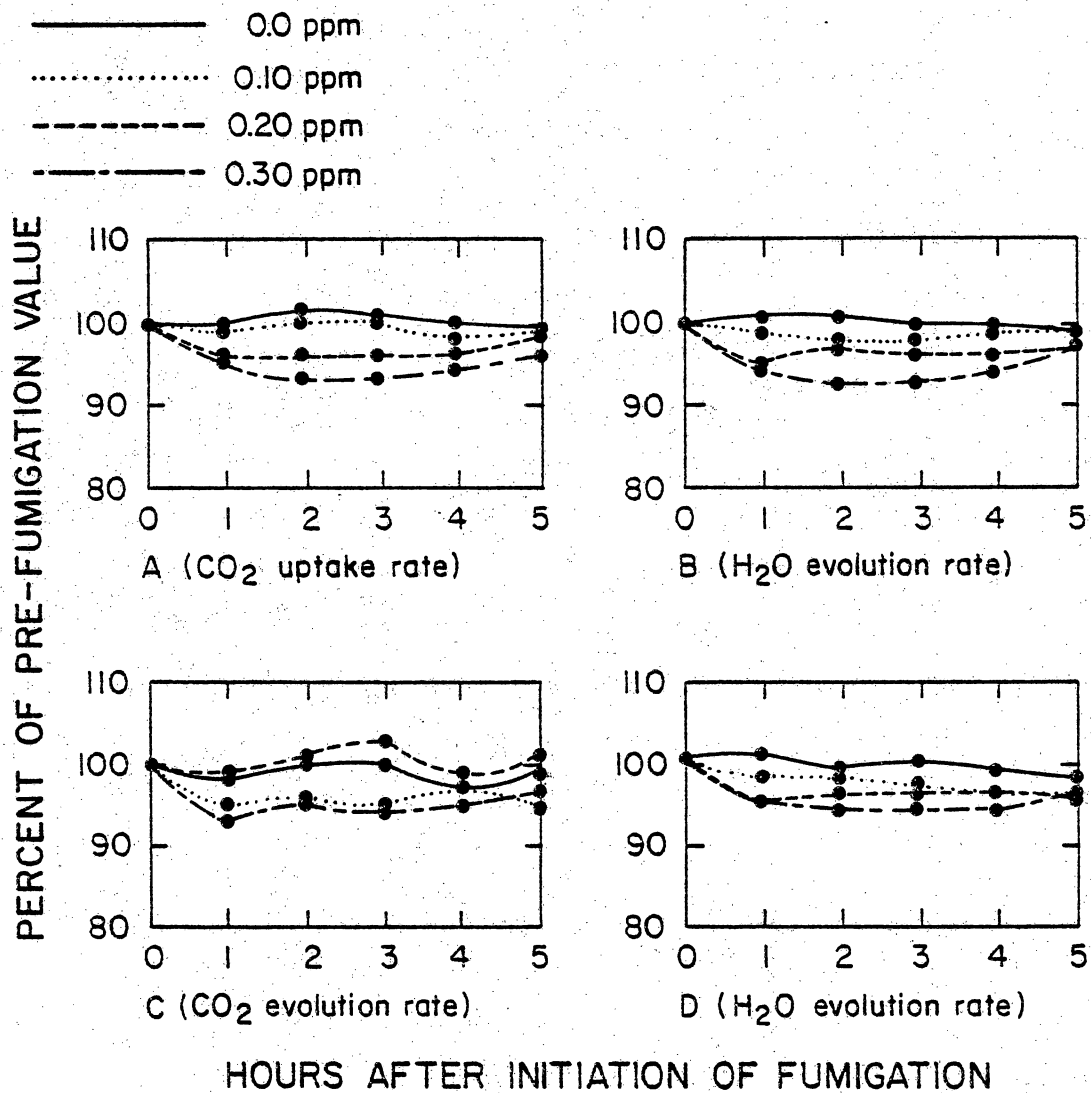 0.0 ppm
0.10 ppm
0.20 ppm
0.30 ppm
PERCENT OF PRE-FUMIGATION VALUE
110
100
90
80
0 1 2 3 4 5
A (CO₂ uptake rate)
110
100
90
80
0 1 2 3 4 5
B (H₂O evolution rate)
110
100
90
80
0 1 2 3 4 5
C (CO₂ evolution rate)
110
100
90
80
0 1 2 3 4 5
D (H₂O evolution rate)
HOURS AFTER INITIATION OF FUMIGATION